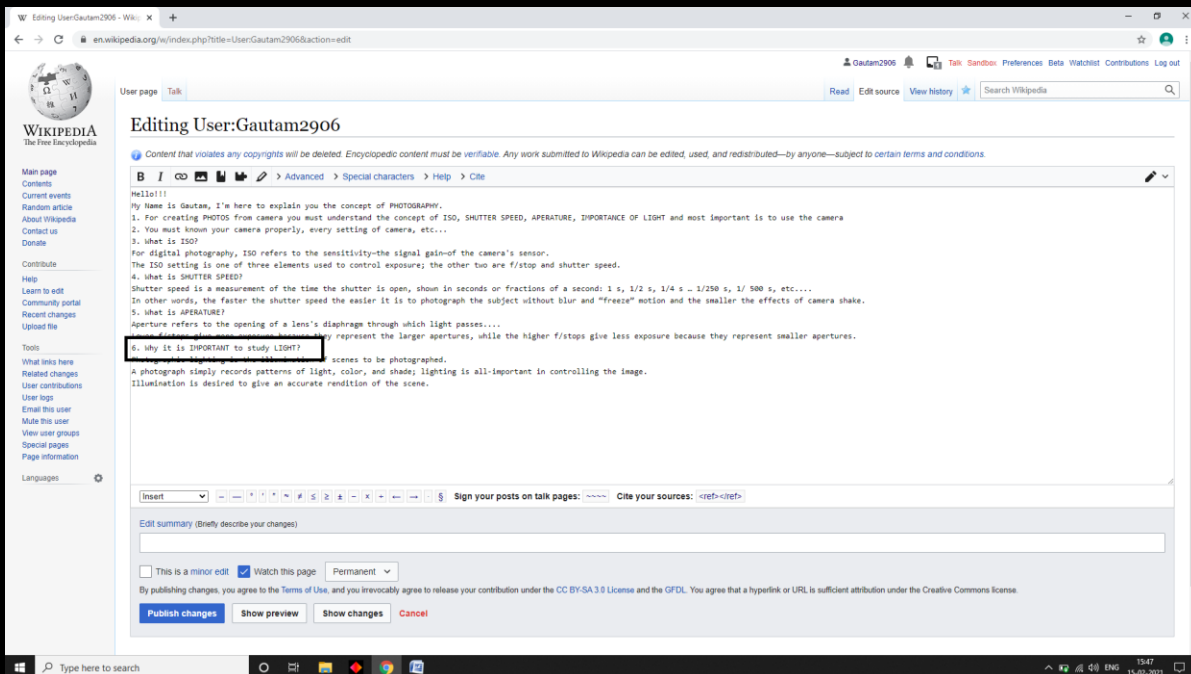 Editing User:Gautam2906 - Wiki
en.wikipedia.org/w/index.php?title=User:Gautam2906&action=edit
Gautam2906 Talk Sandbox Preferences Beta Watchlist Contributions Log out
User page Talk Read Edit source View history Search Wikipedia
WIKIPEDIA
The Free Encyclopedia
Main page
Contents
Current events
Random article
About Wikipedia
Contact us
Donate
Contribute
Help
Learn to edit
Community portal
Recent changes
Upload file
Tools
What links here
Related changes
User contributions
User logs
Email this user
Mute this user
View user groups
Special pages
Page information
Languages
Editing User:Gautam2906
Content that violates any copyrights will be deleted. Encyclopedic content must be verifiable. Any work submitted to Wikipedia can be edited, used, and redistributed—by anyone—subject to certain terms and conditions.
B I > Advanced > Special characters > Help > Cite
Hello!!!
My Name is Gautam, I'm here to explain you the concept of PHOTOGRAPHY.
1. For creating PHOTOS from camera you must understand the concept of ISO, SHUTTER SPEED, APERATURE, IMPORTANCE OF LIGHT and most important is to use the camera
2. You must known your camera properly, every setting of camera, etc...
3. What is ISO?
For digital photography, ISO refers to the sensitivity—the signal gain—of the camera's sensor.
The ISO setting is one of three elements used to control exposure; the other two are f/stop and shutter speed.
4. What is SHUTTER SPEED?
Shutter speed is a measurement of the time the shutter is open, shown in seconds or fractions of a second: 1 s, 1/2 s, 1/4 s … 1/250 s, 1/ 500 s, etc....
In other words, the faster the shutter speed the easier it is to photograph the subject without blur and “freeze” motion and the smaller the effects of camera shake.
5. What is APERATURE?
Aperture refers to the opening of a lens's diaphragm through which light passes....
they represent the larger apertures, while the higher f/stops give less exposure because they represent smaller apertures.
6. Why it is IMPORTANT to study LIGHT?
scenes to be photographed.
A photograph simply records patterns of light, color, and shade; lighting is all-important in controlling the image.
Illumination is desired to give an accurate rendition of the scene.
Insert – — ° ′ ″ ≈ ≠ ≤ ≥ ± − × ÷ ← → · § Sign your posts on talk pages: ~~~~ Cite your sources: <ref></ref>
Edit summary (Briefly describe your changes)
This is a minor edit Watch this page Permanent
By publishing changes, you agree to the Terms of Use, and you irrevocably agree to release your contribution under the CC BY-SA 3.0 License and the GFDL. You agree that a hyperlink or URL is sufficient attribution under the Creative Commons license.
Publish changes Show preview Show changes Cancel
Type here to search
ENG
15:47
15-02-2021